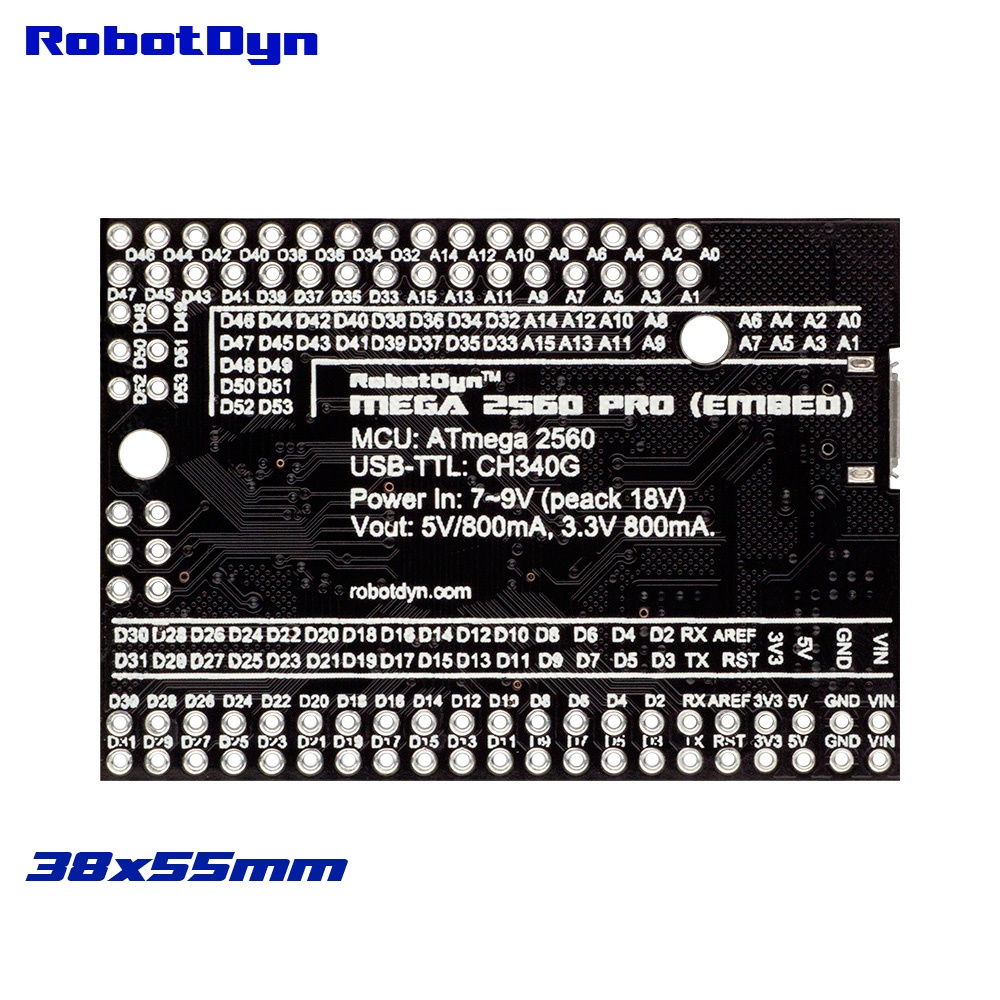 RobotDyn
D46 D44 D42 D40 D38 D36 D34 D32 A14 A12 A10 A8 A6 A4 A2 A0
D47 D45 D43 D41 D39 D37 D35 D33 A15 A13 A11 A9 A7 A5 A3 A1
D48 D49
D50 D51
D52 D53
D46 D44 D42 D40 D38 D36 D34 D32 A14 A12 A10 A8 A6 A4 A2 A0
D47 D45 D43 D41 D39 D37 D35 D33 A15 A13 A11 A9 A7 A5 A3 A1
D48 D49
D50 D51
D52 D53
RobotDyn™
MEGA 2560 PRO (EMBED)
MCU: ATmega 2560
USB-TTL: CH340G
Power In: 7~9V (peack 18V)
Vout: 5V/800mA, 3.3V 800mA.
robotdyn.com
D30 D28 D26 D24 D22 D20 D18 D16 D14 D12 D10 D8 D6 D4 D2 RX AREF
D31 D29 D27 D25 D23 D21 D19 D17 D15 D13 D11 D9 D7 D5 D3 TX RST 3V3 5V GND VIN
D30 D28 D26 D24 D22 D20 D18 D16 D14 D12 D10 D8 D6 D4 D2 RX AREF 3V3 5V GND VIN
D31 D29 D27 D25 D23 D21 D19 D17 D15 D13 D11 D9 D7 D5 D3 TX RST 3V3 5V GND VIN
38x55mm